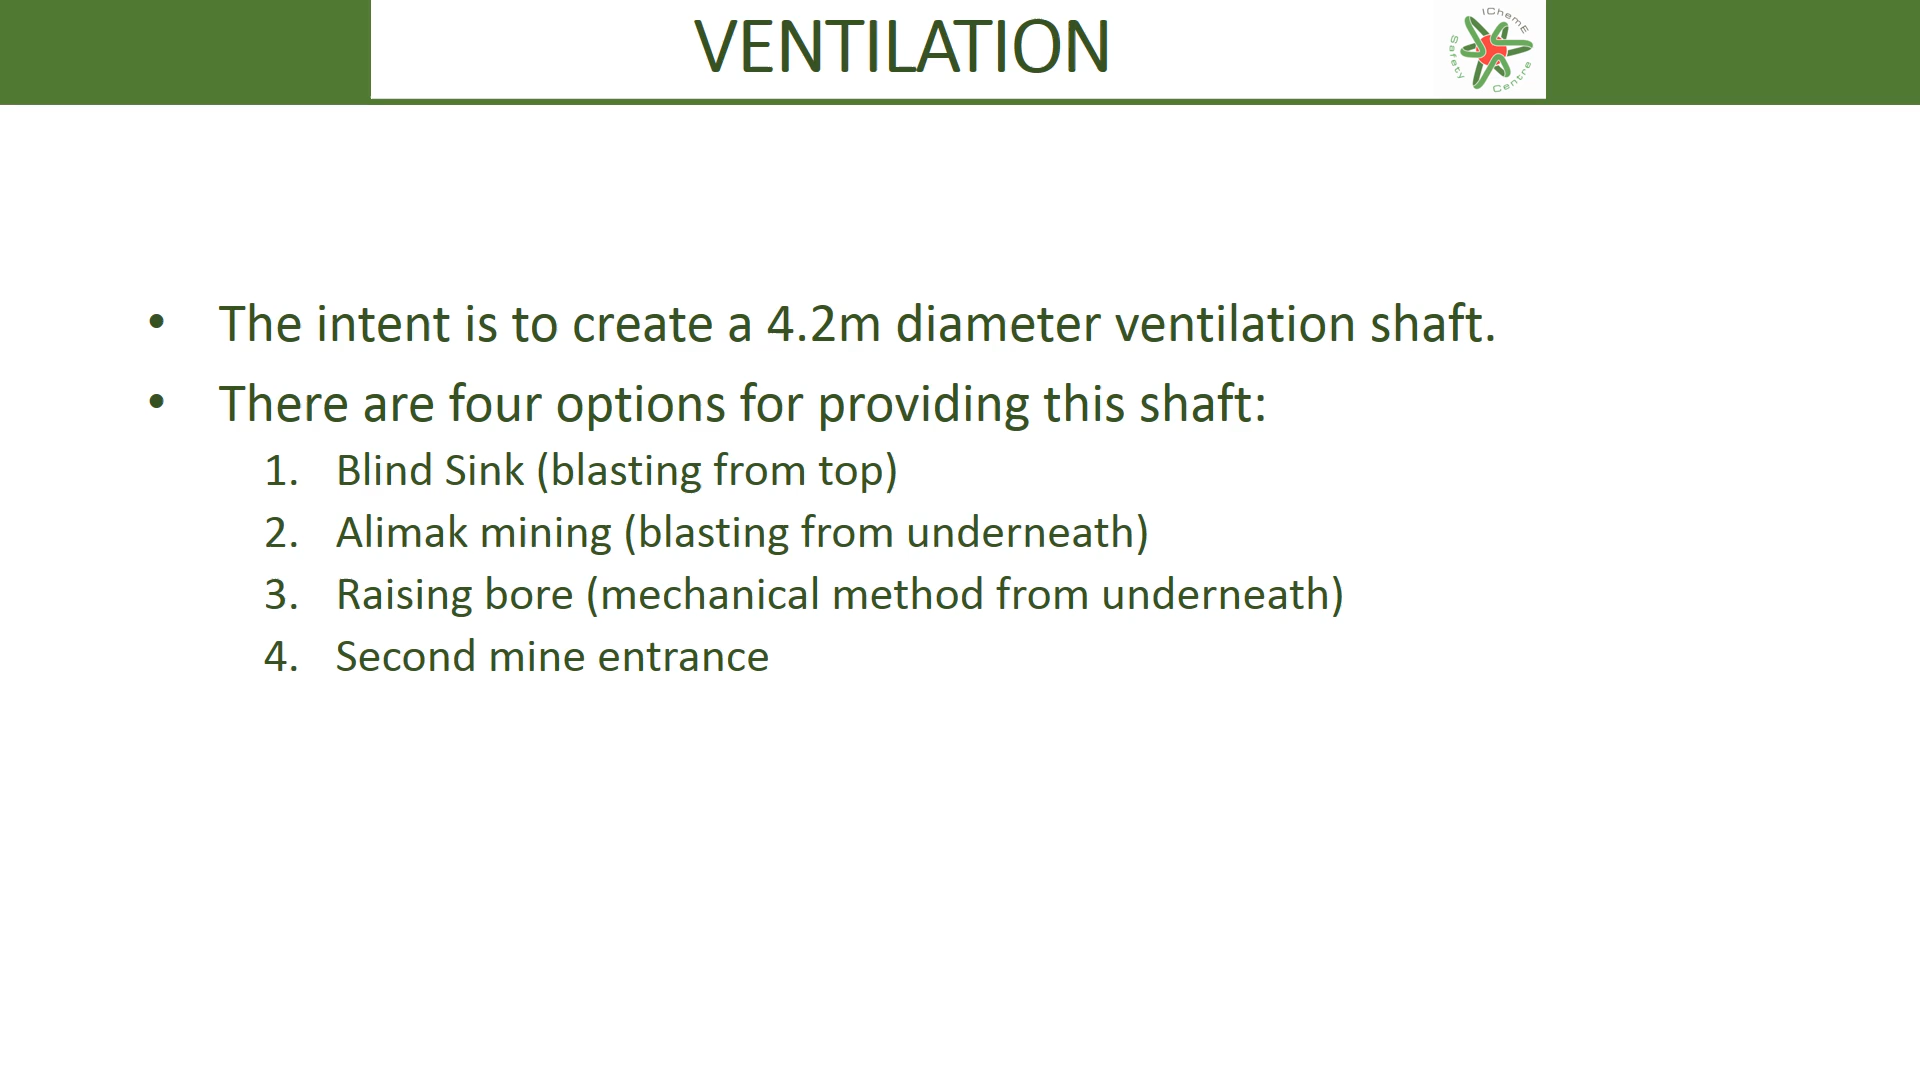 VENTILATION
IChemE
Safety
Centre
• The intent is to create a 4.2m diameter ventilation shaft.
• There are four options for providing this shaft:
1. Blind Sink (blasting from top)
2. Alimak mining (blasting from underneath)
3. Raising bore (mechanical method from underneath)
4. Second mine entrance